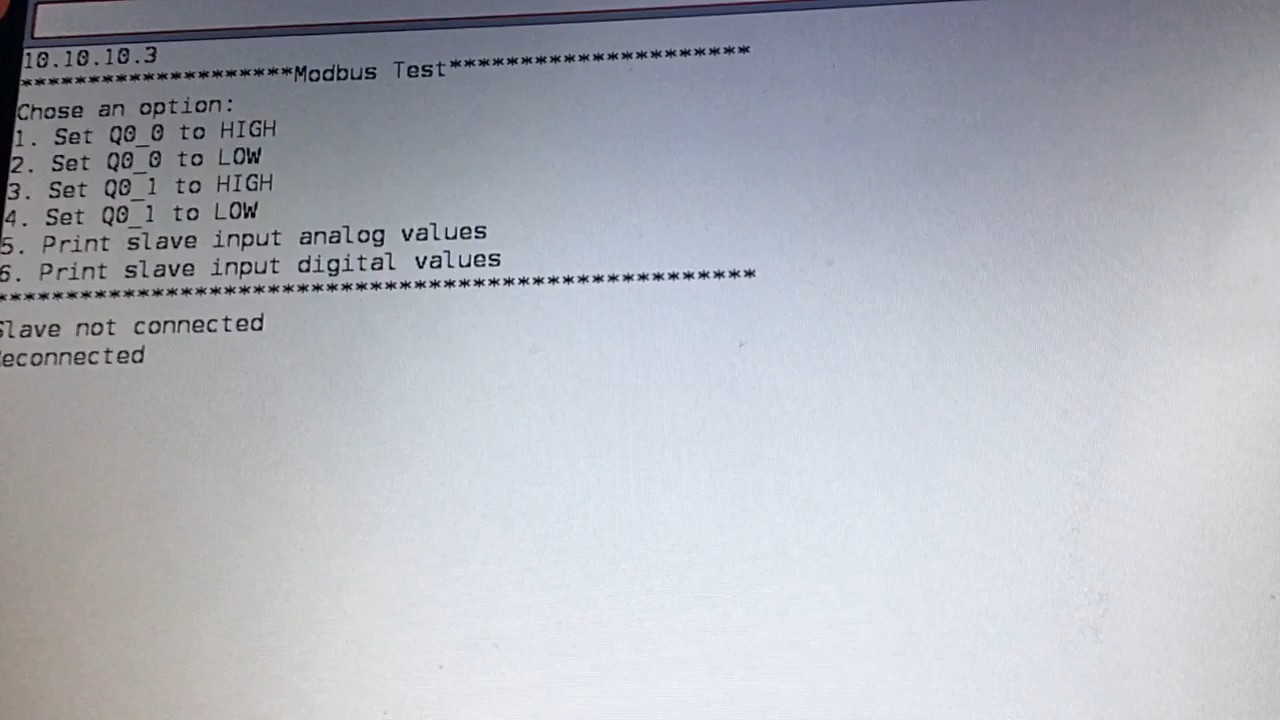 10.10.10.3
*******************Modbus Test*********************
Chose an option:
1. Set Q0_0 to HIGH
2. Set Q0_0 to LOW
3. Set Q0_1 to HIGH
4. Set Q0_1 to LOW
5. Print slave input analog values
6. Print slave input digital values
*****************************************************
Slave not connected
econnected